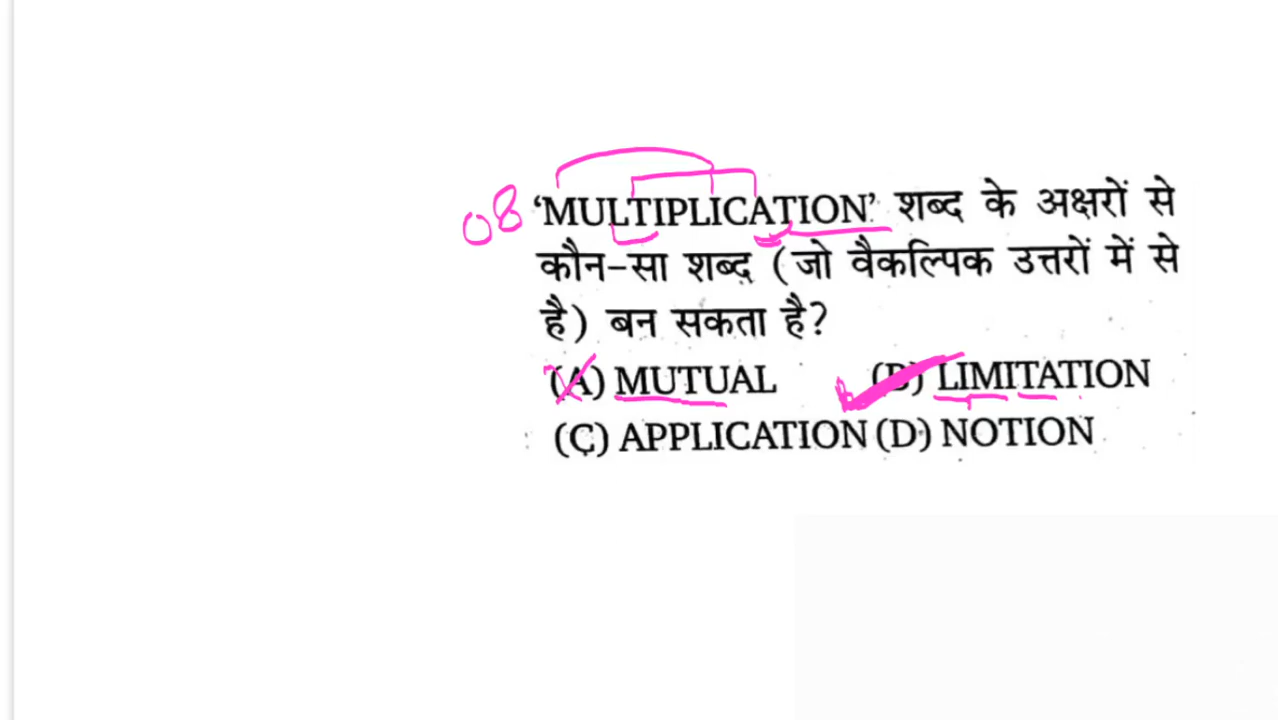 08 ‘MULTIPLICATION’ शब्द के अक्षरों से
कौन-सा शब्द (जो वैकल्पिक उत्तरों में से
है) बन सकता है?
(A) MUTUAL (B) LIMITATION
(C) APPLICATION (D) NOTION